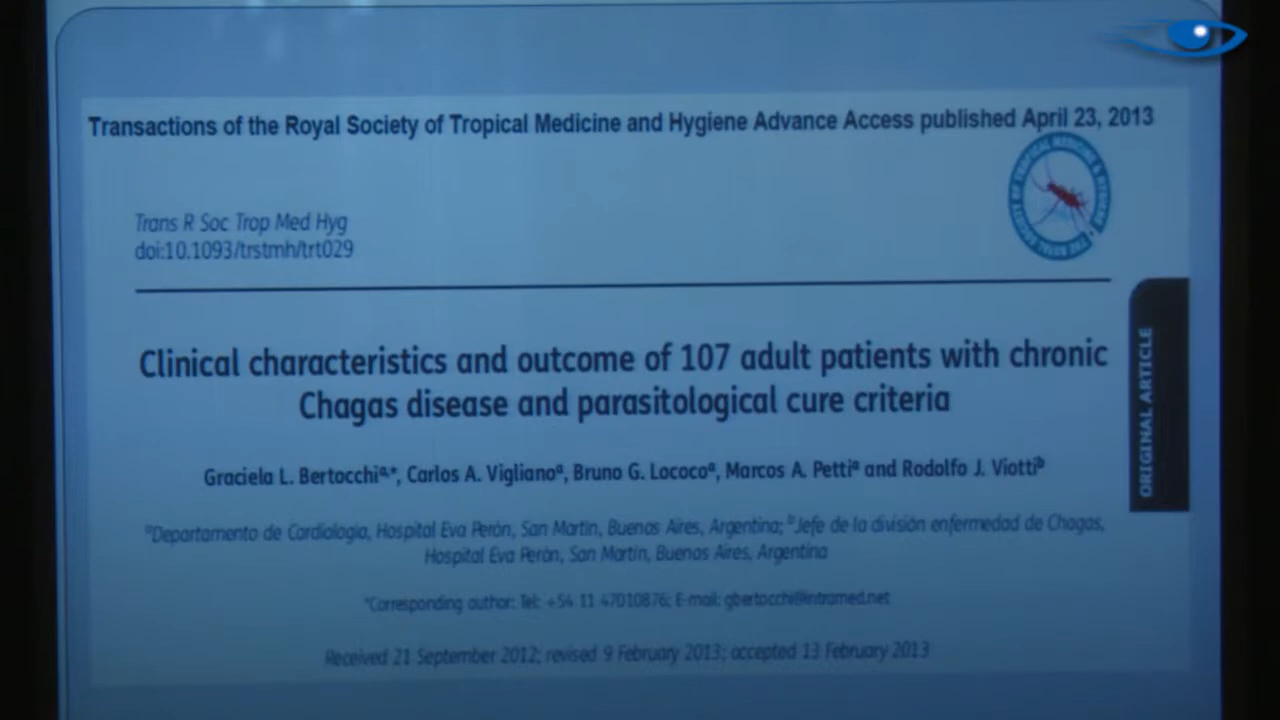 Transactions of the Royal Society of Tropical Medicine and Hygiene Advance Access published April 23, 2013
Trans R Soc Trop Med Hyg
doi:10.1093/trstmh/trt029
Clinical characteristics and outcome of 107 adult patients with chronic
Chagas disease and parasitological cure criteria
Graciela L. Bertocchiᵃ,*, Carlos A. Viglianoᵃ, Bruno G. Lococoᵃ, Marcos A. Pettiᵃ and Rodolfo J. Viottiᵇ
ᵃDepartamento de Cardiología, Hospital Eva Perón, San Martín, Buenos Aires, Argentina; ᵇJefe de la división enfermedad de Chagas,
Hospital Eva Perón, San Martín, Buenos Aires, Argentina
*Corresponding author: Tel: +54 11 47010876; E-mail: gbertocchi@intramed.net
Received 21 September 2012; revised 9 February 2013; accepted 13 February 2013
ORIGINAL ARTICLE